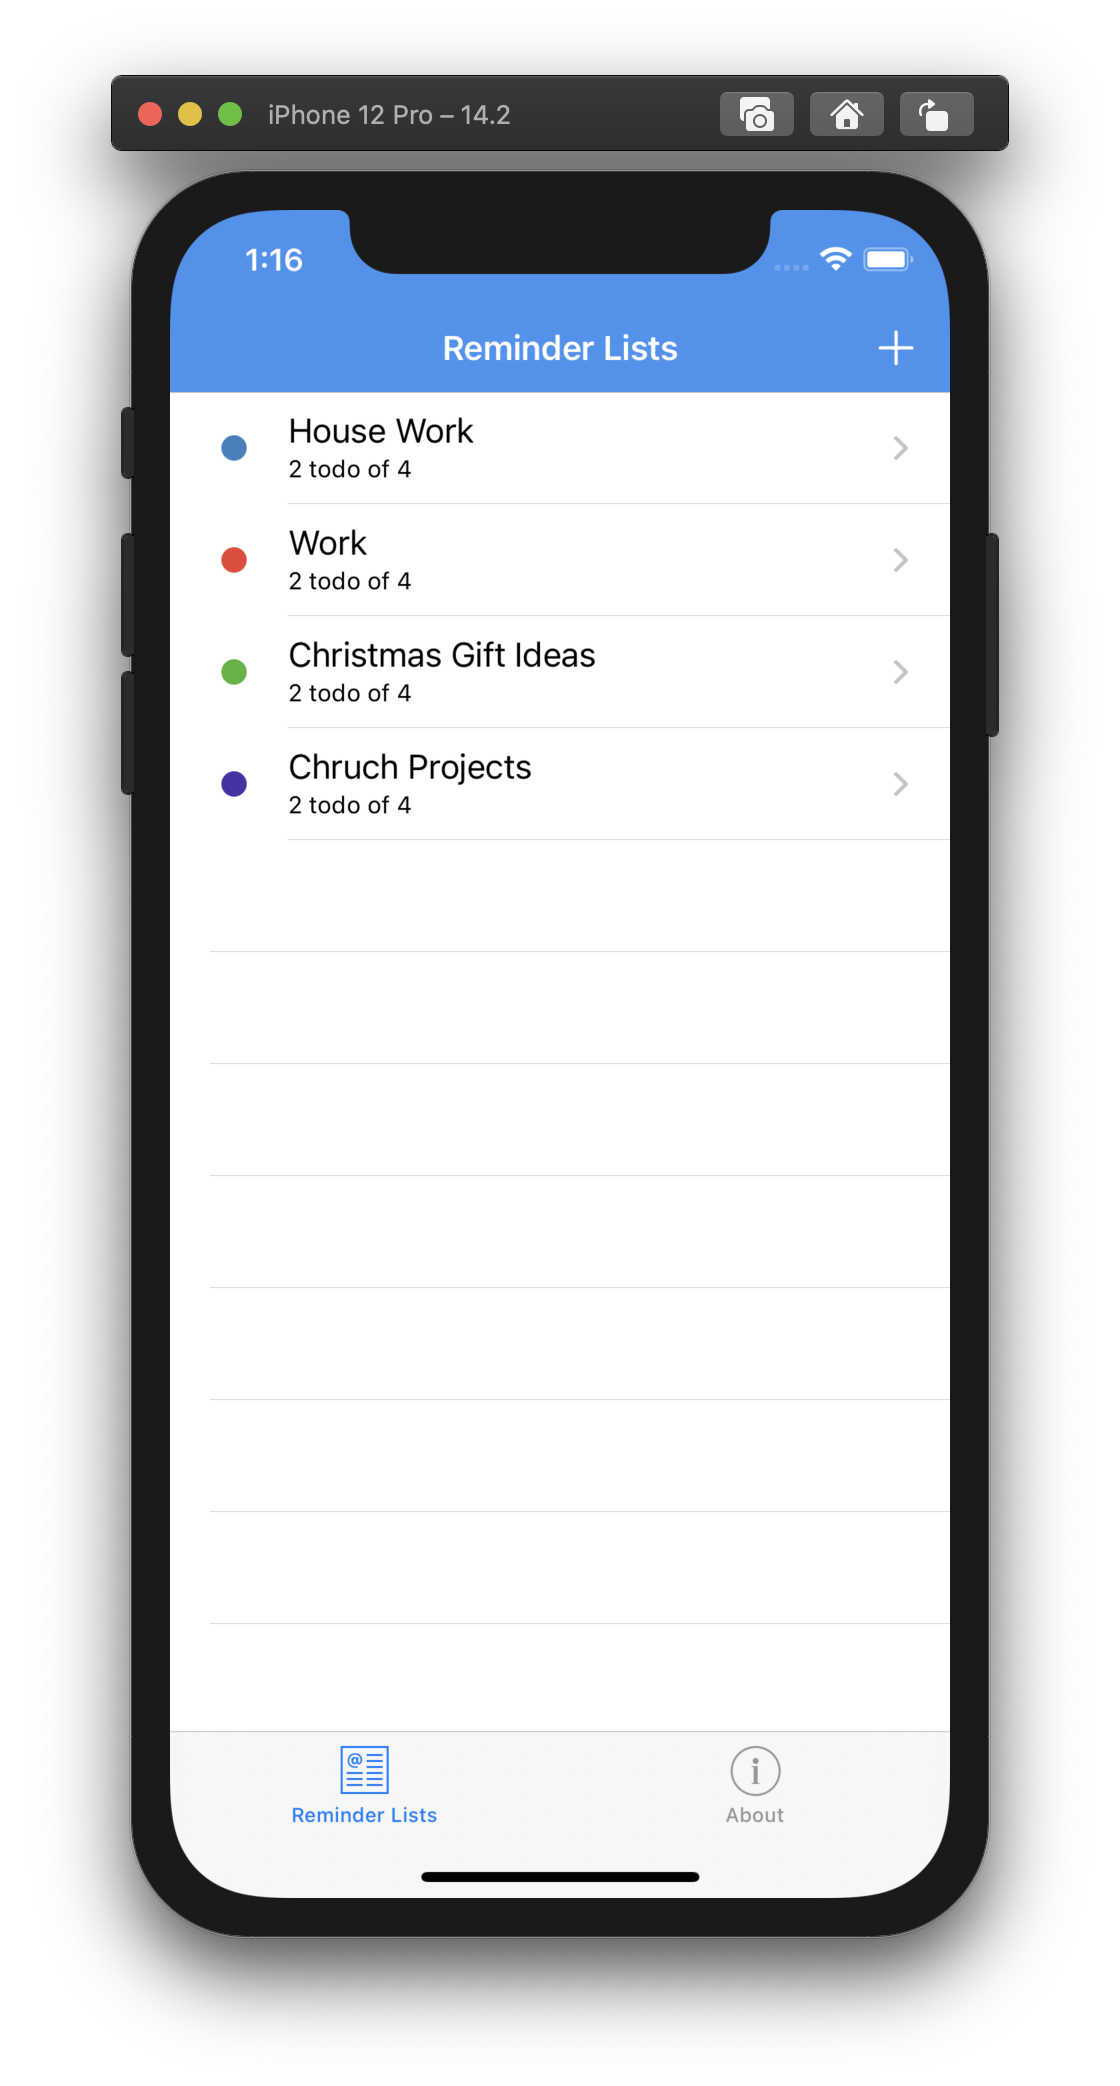 iPhone 12 Pro – 14.2
1:16
Reminder Lists
House Work
2 todo of 4
Work
2 todo of 4
Christmas Gift Ideas
2 todo of 4
Chruch Projects
2 todo of 4
Reminder Lists
About